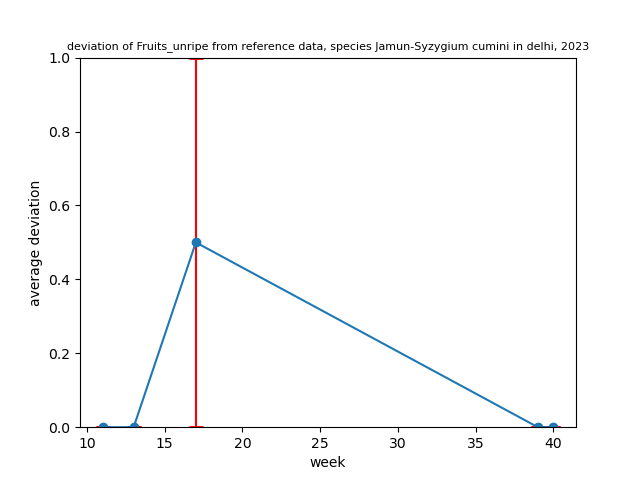 deviation of Fruits_unripe from reference data, species Jamun-Syzygium cumini in delhi, 2023
1.0
0.8
0.6
0.4
0.2
0.0
average deviation
10 15 20 25 30 35 40
week